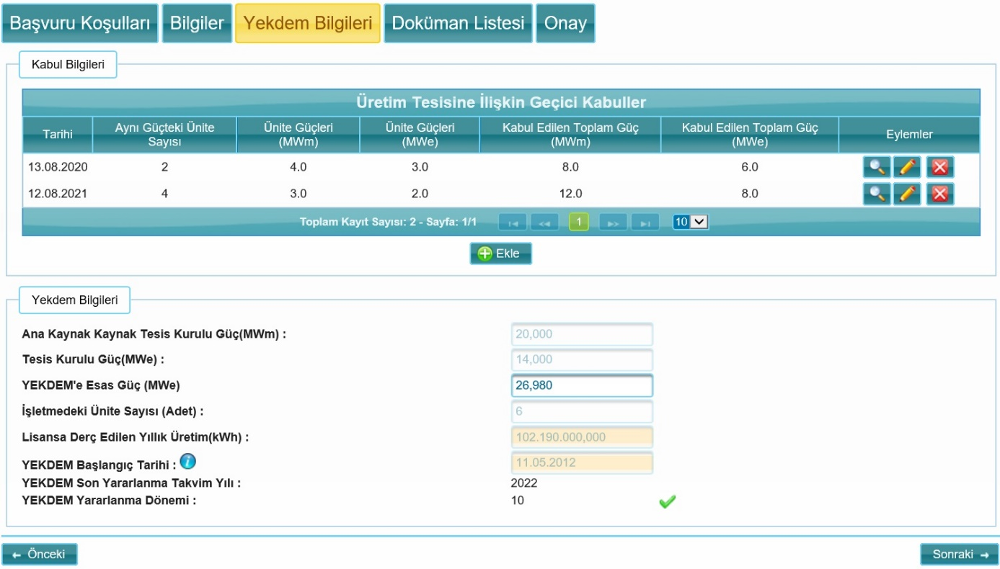 Başvuru Koşulları Bilgiler Yekdem Bilgileri Doküman Listesi Onay
Kabul Bilgileri
Üretim Tesisine İlişkin Geçici Kabuller
Tarihi Aynı Güçteki Ünite Sayısı Ünite Güçleri (MWm) Ünite Güçleri (MWe) Kabul Edilen Toplam Güç (MWm) Kabul Edilen Toplam Güç (MWe) Eylemler
13.08.2020 2 4.0 3.0 8.0 6.0
12.08.2021 4 3.0 2.0 12.0 8.0
Toplam Kayıt Sayısı: 2 - Sayfa: 1/1 1 10
Ekle
Yekdem Bilgileri
Ana Kaynak Kaynak Tesis Kurulu Güç(MWm) : 20,000
Tesis Kurulu Güç(MWe) : 14,000
YEKDEM'e Esas Güç (MWe) 26,980
İşletmedeki Ünite Sayısı (Adet) : 6
Lisansa Derç Edilen Yıllık Üretim(kWh) : 102.190.000,000
YEKDEM Başlangıç Tarihi : i 11.05.2012
YEKDEM Son Yararlanma Takvim Yılı : 2022
YEKDEM Yararlanma Dönemi : 10
← Önceki Sonraki →